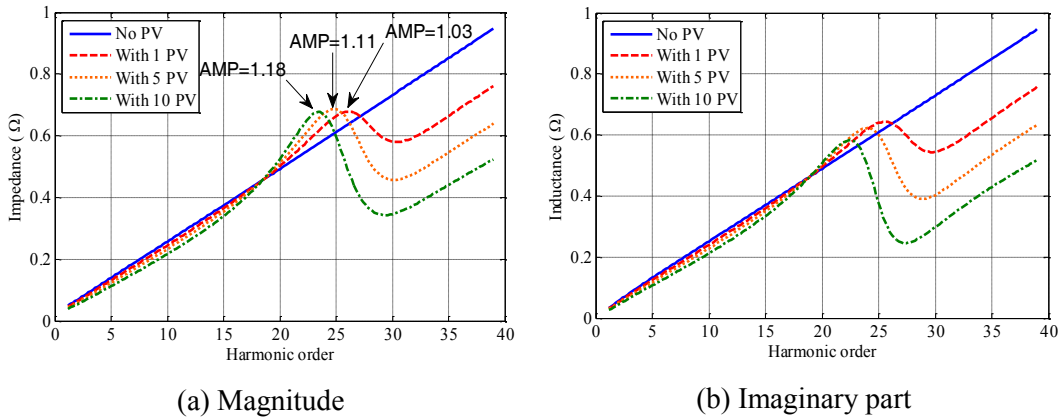 No PV
With 1 PV
With 5 PV
With 10 PV
AMP=1.11
AMP=1.03
AMP=1.18
1
0.8
0.6
0.4
0.2
0
Impedance (Ω)
0 5 10 15 20 25 30 35 40
Harmonic order
(a) Magnitude
No PV
With 1 PV
With 5 PV
With 10 PV
1
0.8
0.6
0.4
0.2
0
Inductance (Ω)
0 5 10 15 20 25 30 35 40
Harmonic order
(b) Imaginary part